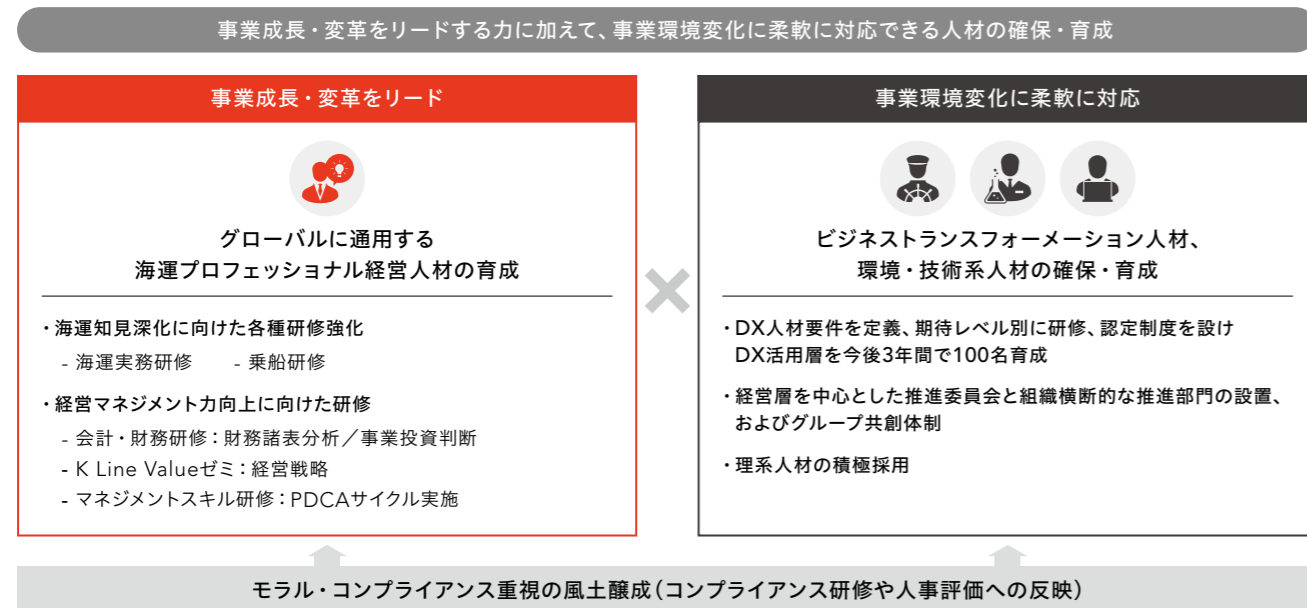 事業成長・変革をリードする力に加えて、事業環境変化に柔軟に対応できる人材の確保・育成
事業成長・変革をリード
グローバルに通用する
海運プロフェッショナル経営人材の育成
・海運知見深化に向けた各種研修強化
- 海運実務研修 - 乗船研修
・経営マネジメント力向上に向けた研修
- 会計・財務研修：財務諸表分析／事業投資判断
- K Line Valueゼミ：経営戦略
- マネジメントスキル研修：PDCAサイクル実施
×
事業環境変化に柔軟に対応
ビジネストランスフォーメーション人材、
環境・技術系人材の確保・育成
・DX人材要件を定義、期待レベル別に研修、認定制度を設け
DX活用層を今後3年間で100名育成
・経営層を中心とした推進委員会と組織横断的な推進部門の設置、
およびグループ共創体制
・理系人材の積極採用
モラル・コンプライアンス重視の風土醸成（コンプライアンス研修や人事評価への反映）